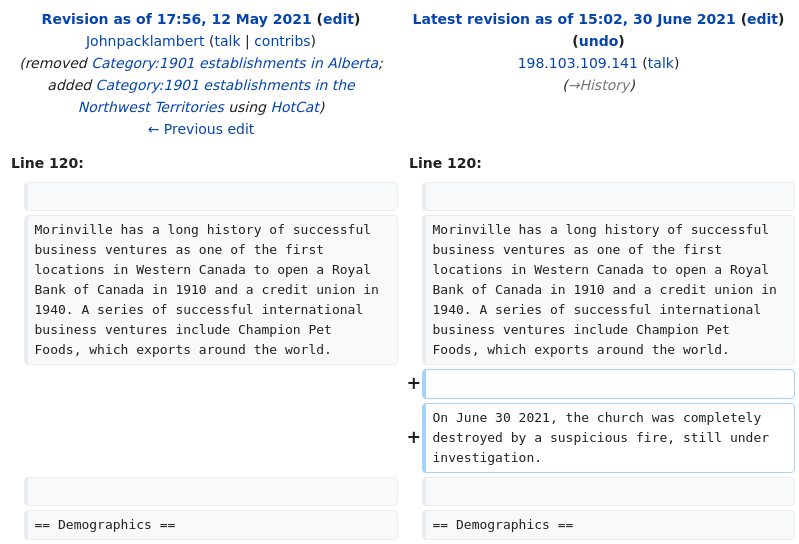 Revision as of 17:56, 12 May 2021 (edit)
Johnpacklambert (talk | contribs)
(removed Category:1901 establishments in Alberta;
added Category:1901 establishments in the
Northwest Territories using HotCat)
← Previous edit
Latest revision as of 15:02, 30 June 2021 (edit)
(undo)
198.103.109.141 (talk)
(→History)
Line 120:
Line 120:
Morinville has a long history of successful
business ventures as one of the first
locations in Western Canada to open a Royal
Bank of Canada in 1910 and a credit union in
1940. A series of successful international
business ventures include Champion Pet
Foods, which exports around the world.
Morinville has a long history of successful
business ventures as one of the first
locations in Western Canada to open a Royal
Bank of Canada in 1910 and a credit union in
1940. A series of successful international
business ventures include Champion Pet
Foods, which exports around the world.
+
+
On June 30 2021, the church was completely
destroyed by a suspicious fire, still under
investigation.
== Demographics ==
== Demographics ==